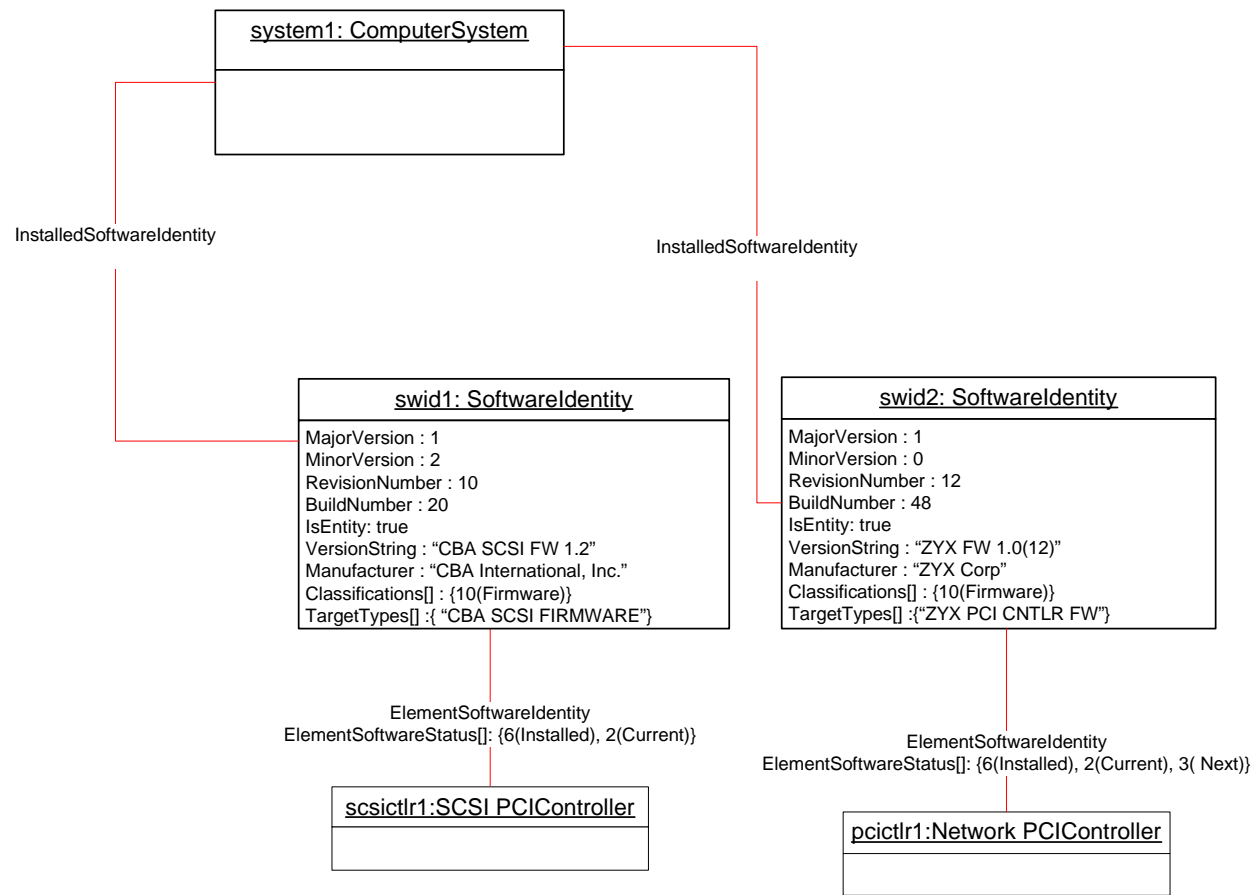 system1: ComputerSystem
InstalledSoftwareIdentity
InstalledSoftwareIdentity
swid1: SoftwareIdentity
MajorVersion : 1
MinorVersion : 2
RevisionNumber : 10
BuildNumber : 20
IsEntity: true
VersionString : “CBA SCSI FW 1.2”
Manufacturer : “CBA International, Inc.”
Classifications[] : {10(Firmware)}
TargetTypes[] :{ “CBA SCSI FIRMWARE”}
swid2: SoftwareIdentity
MajorVersion : 1
MinorVersion : 0
RevisionNumber : 12
BuildNumber : 48
IsEntity: true
VersionString : “ZYX FW 1.0(12)”
Manufacturer : “ZYX Corp”
Classifications[] : {10(Firmware)}
TargetTypes[] :{“ZYX PCI CNTLR FW”}
ElementSoftwareIdentity
ElementSoftwareStatus[]: {6(Installed), 2(Current)}
ElementSoftwareIdentity
ElementSoftwareStatus[]: {6(Installed), 2(Current), 3( Next)}
scsictlr1:SCSI PCIController
pcictlr1:Network PCIController